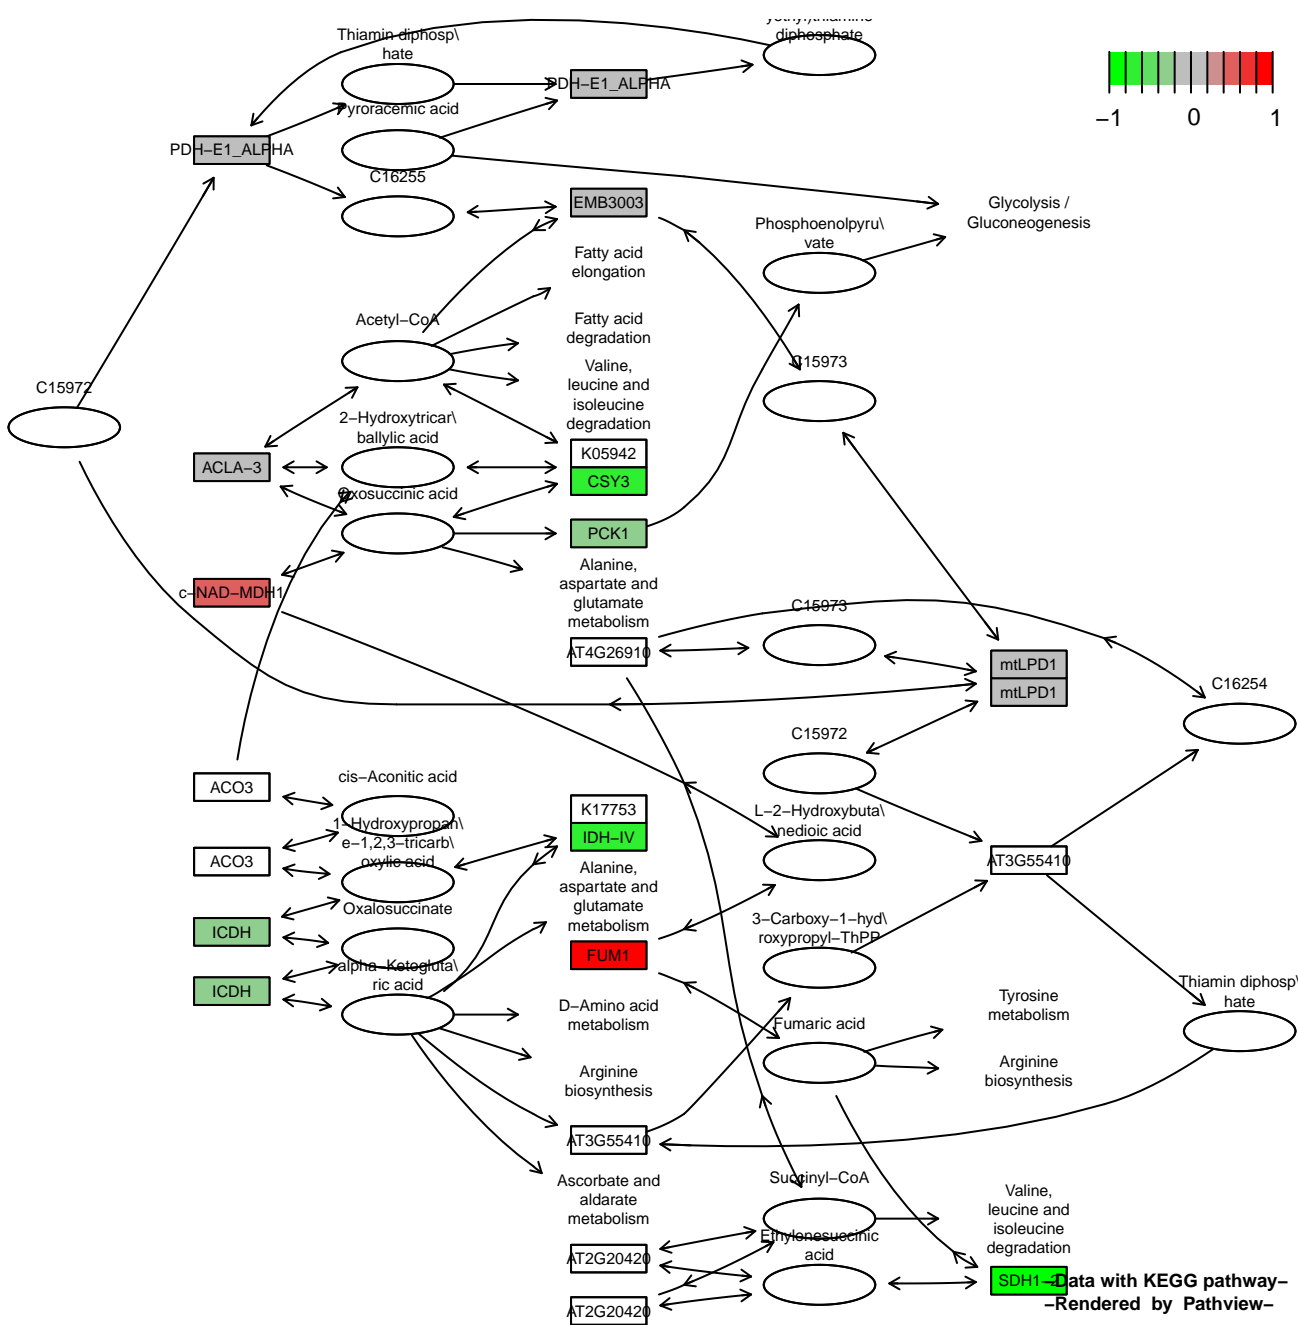 diphosphate
Thiamin diphosp\
hate
PDH−E1_ALPHA
−1
0
1
Pyroracemic acid
PDH−E1_ALPHA
C16255
EMB3003
Glycolysis /
Gluconeogenesis
Phosphoenolpyru\
vate
Fatty acid
elongation
Acetyl−CoA
Fatty acid
degradation
C15973
Valine,
leucine and
isoleucine
degradation
C15972
2−Hydroxytricar\
ballylic acid
K05942
ACLA−3
CSY3
Oxosuccinic acid
PCK1
Alanine,
aspartate and
glutamate
metabolism
c−NAD−MDH1
C15973
AT4G26910
mtLPD1
mtLPD1
C16254
C15972
cis−Aconitic acid
ACO3
K17753
L−2−Hydroxybuta\
nedioic acid
1−Hydroxypropan\
e−1,2,3−tricarb\
oxylic acid
IDH−IV
ACO3
AT3G55410
Alanine,
aspartate and
glutamate
metabolism
Oxalosuccinate
3−Carboxy−1−hyd\
roxypropyl−ThPP
ICDH
FUM1
alpha−Ketogluta\
ric acid
ICDH
Thiamin diphosp\
hate
D−Amino acid
metabolism
Tyrosine
metabolism
Fumaric acid
Arginine
biosynthesis
Arginine
biosynthesis
AT3G55410
Ascorbate and
aldarate
metabolism
Succinyl−CoA
Valine,
leucine and
isoleucine
degradation
Ethylenesuccinic
acid
AT2G20420
SDH1−2
−Data with KEGG pathway−
−Rendered by Pathview−
AT2G20420